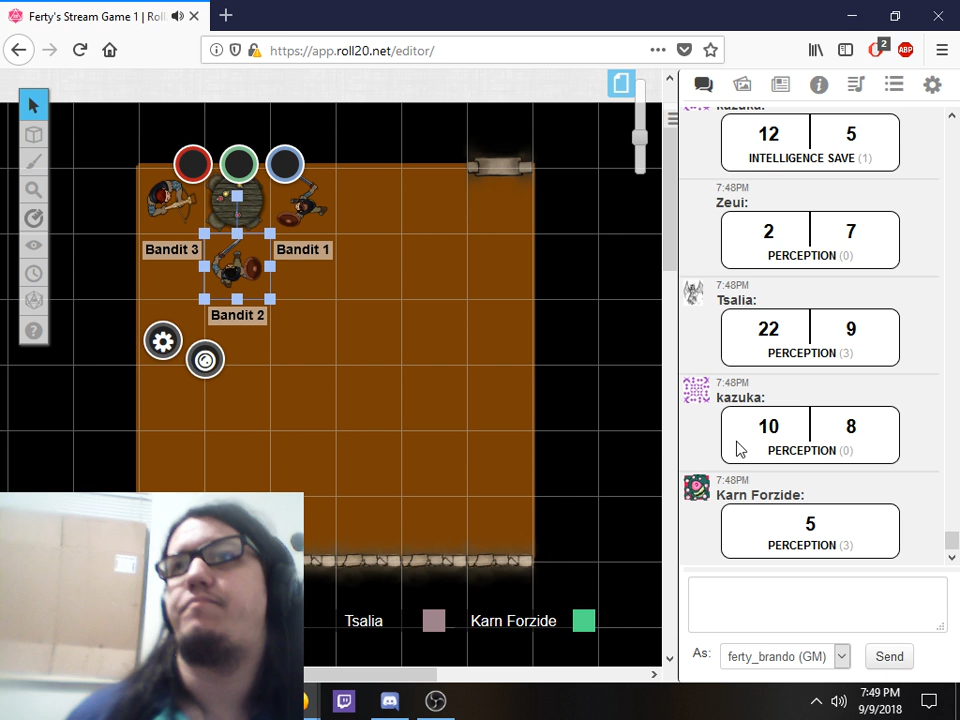 Ferty's Stream Game 1 | Roll
https://app.roll20.net/editor/
2
ABP
kazuka:
12 5
INTELLIGENCE SAVE (1)
7:48PM
Zeui:
2 7
PERCEPTION (0)
7:48PM
Tsalia:
22 9
PERCEPTION (3)
7:48PM
kazuka:
10 8
PERCEPTION (0)
7:48PM
Karn Forzide:
5
PERCEPTION (3)
Bandit 3
Bandit 1
Bandit 2
Tsalia
Karn Forzide
As:
ferty_brando (GM)
Send
7:49 PM
9/9/2018